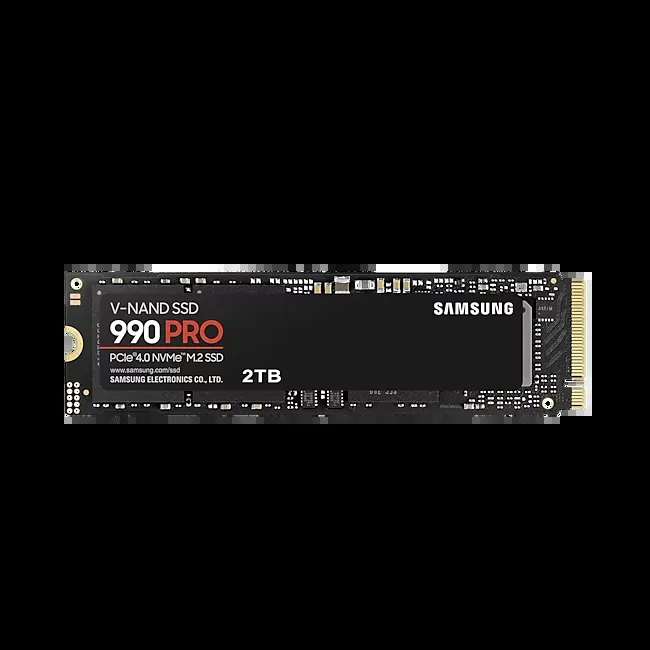 V-NAND SSD
990 PRO
PCIe®4.0 NVMe™ M.2 SSD
www.samsung.com/ssd
SAMSUNG ELECTRONICS CO., LTD.
2TB
SAMSUNG